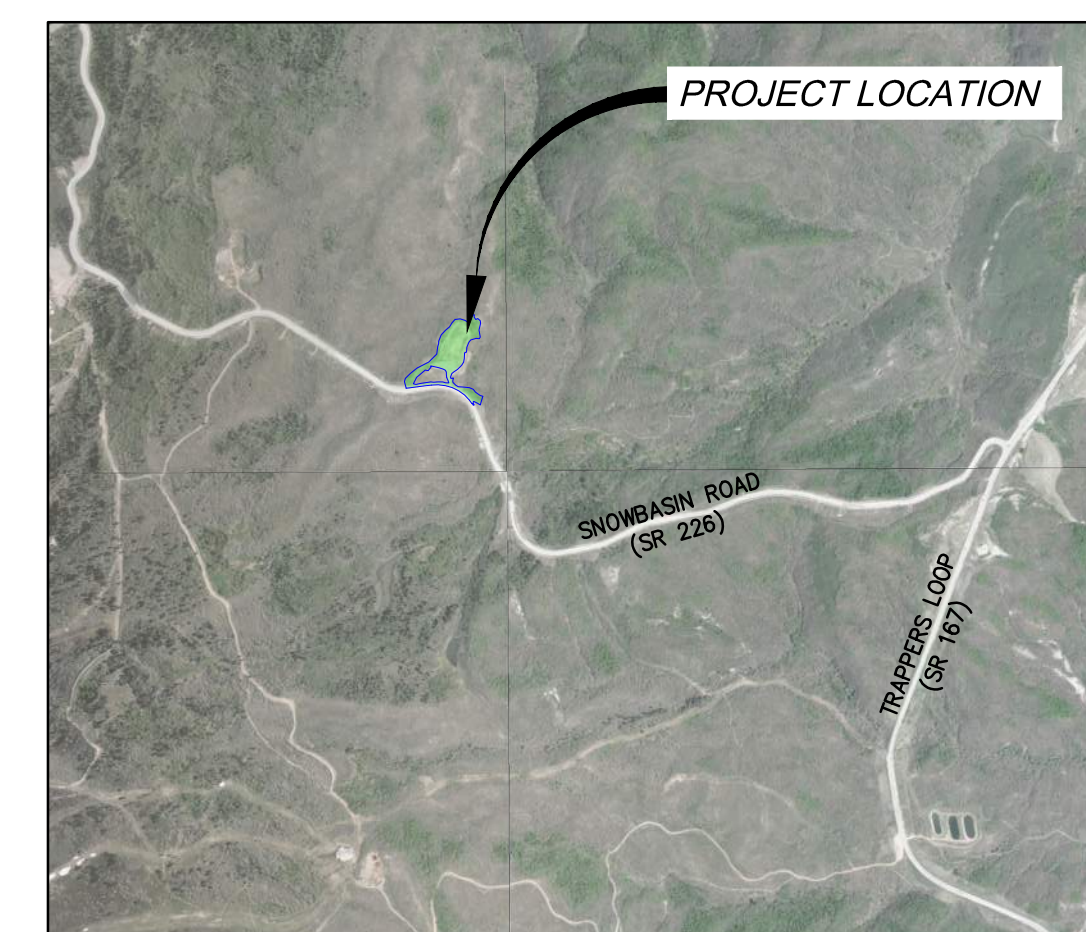 PROJECT LOCATION
SNOWBASIN ROAD
(SR 226)
TRAPPERS LOOP
(SR 167)